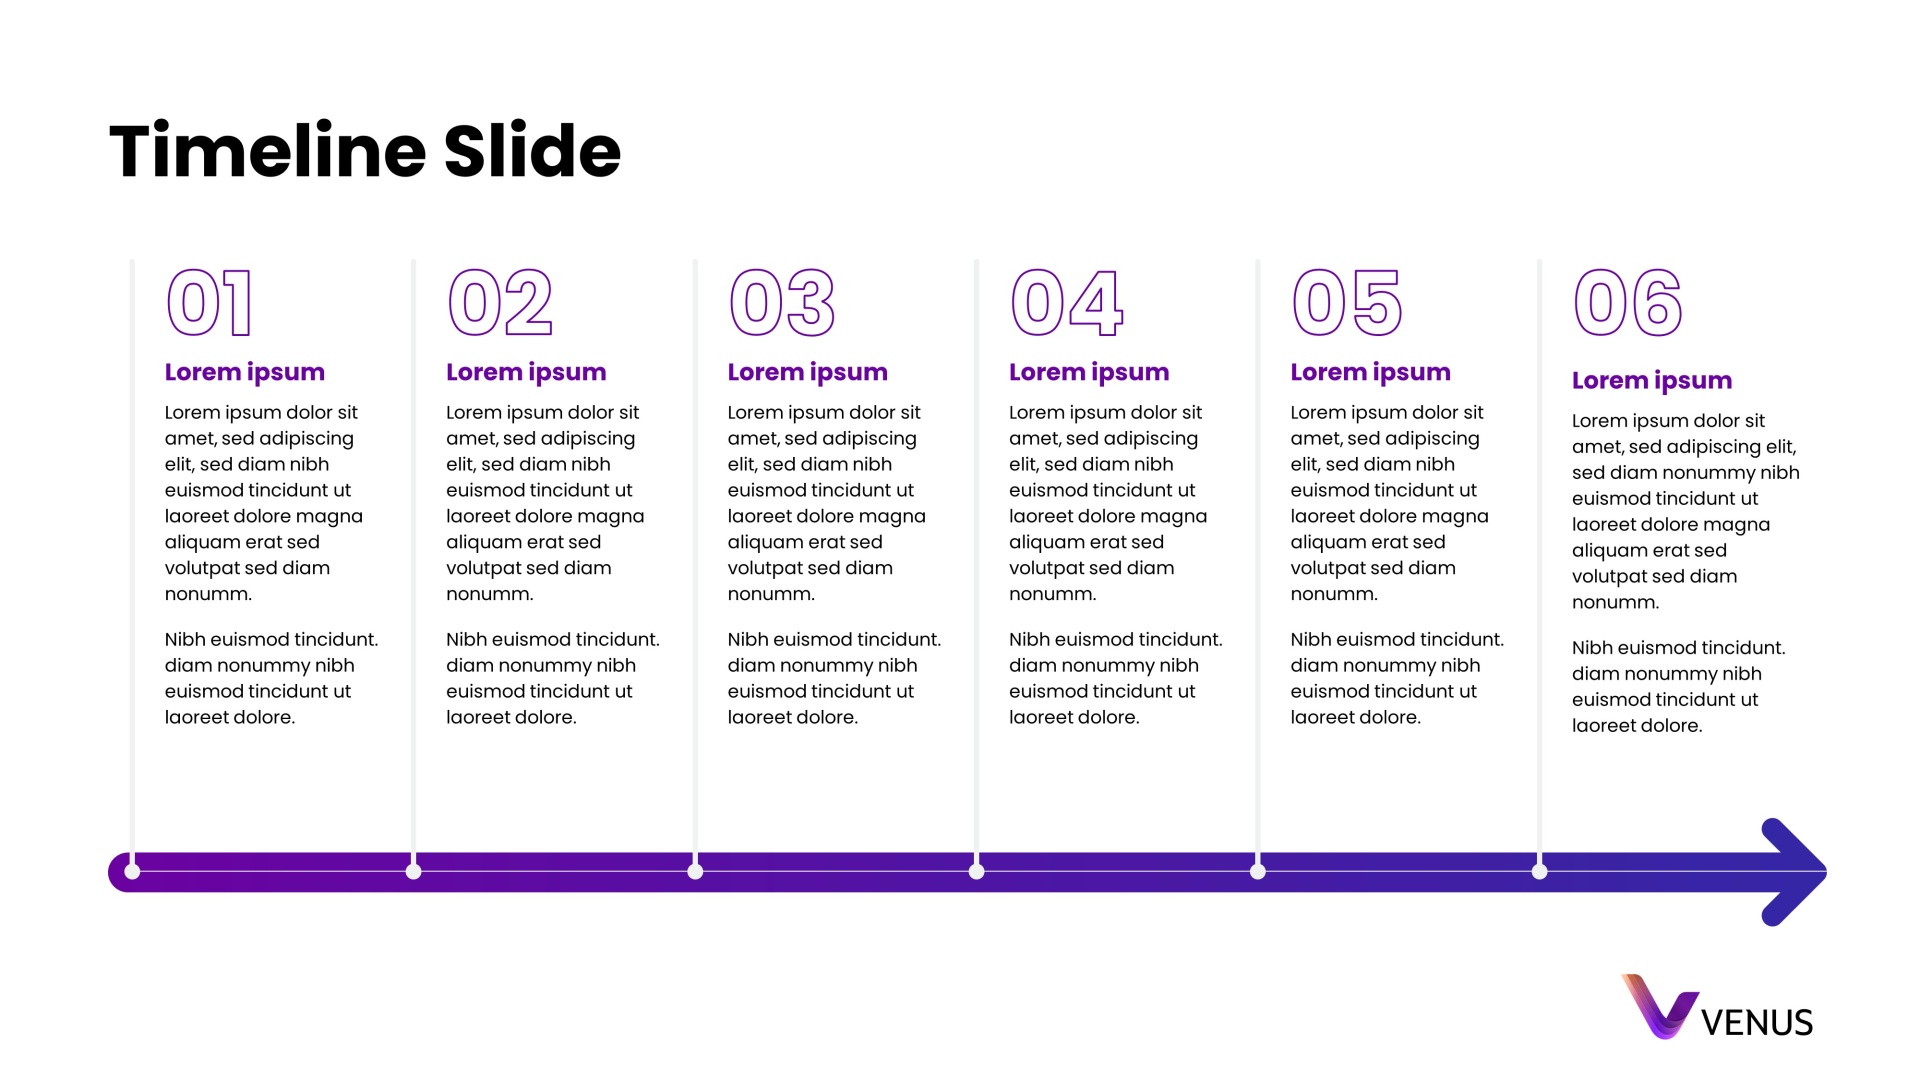 Timeline Slide
01
Lorem ipsum
Lorem ipsum dolor sit
amet, sed adipiscing
elit, sed diam nibh
euismod tincidunt ut
laoreet dolore magna
aliquam erat sed
volutpat sed diam
nonumm.
Nibh euismod tincidunt.
diam nonummy nibh
euismod tincidunt ut
laoreet dolore.
02
Lorem ipsum
Lorem ipsum dolor sit
amet, sed adipiscing
elit, sed diam nibh
euismod tincidunt ut
laoreet dolore magna
aliquam erat sed
volutpat sed diam
nonumm.
Nibh euismod tincidunt.
diam nonummy nibh
euismod tincidunt ut
laoreet dolore.
03
Lorem ipsum
Lorem ipsum dolor sit
amet, sed adipiscing
elit, sed diam nibh
euismod tincidunt ut
laoreet dolore magna
aliquam erat sed
volutpat sed diam
nonumm.
Nibh euismod tincidunt.
diam nonummy nibh
euismod tincidunt ut
laoreet dolore.
04
Lorem ipsum
Lorem ipsum dolor sit
amet, sed adipiscing
elit, sed diam nibh
euismod tincidunt ut
laoreet dolore magna
aliquam erat sed
volutpat sed diam
nonumm.
Nibh euismod tincidunt.
diam nonummy nibh
euismod tincidunt ut
laoreet dolore.
05
Lorem ipsum
Lorem ipsum dolor sit
amet, sed adipiscing
elit, sed diam nibh
euismod tincidunt ut
laoreet dolore magna
aliquam erat sed
volutpat sed diam
nonumm.
Nibh euismod tincidunt.
diam nonummy nibh
euismod tincidunt ut
laoreet dolore.
06
Lorem ipsum
Lorem ipsum dolor sit
amet, sed adipiscing elit,
sed diam nonummy nibh
euismod tincidunt ut
laoreet dolore magna
aliquam erat sed
volutpat sed diam
nonumm.
Nibh euismod tincidunt.
diam nonummy nibh
euismod tincidunt ut
laoreet dolore.
VENUS